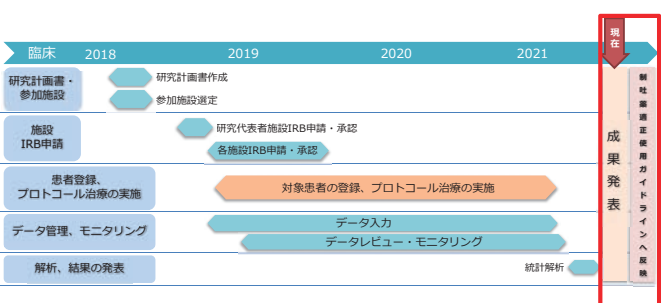 現在
臨床 2018 2019 2020 2021
研究計画書・
参加施設
研究計画書作成
参加施設選定
施設
IRB申請
研究代表者施設IRB申請・承認
各施設IRB申請・承認
患者登録、
プロトコール治療の実施
対象患者の登録、プロトコール治療の実施
データ管理、モニタリング
データ入力
データレビュー・モニタリング
解析、結果の発表
統計解析
成果発表
制吐薬適正使用ガイドラインへ反映